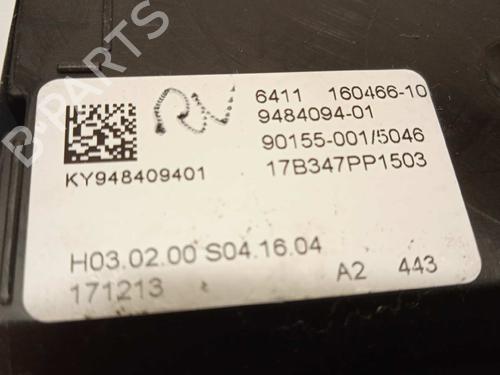 6411 160466-10
9484094-01
90155-001/5046
KY948409401 17B347PP1503
H03.02.00 S04.16.04
171213 A2 443
B-PARTS